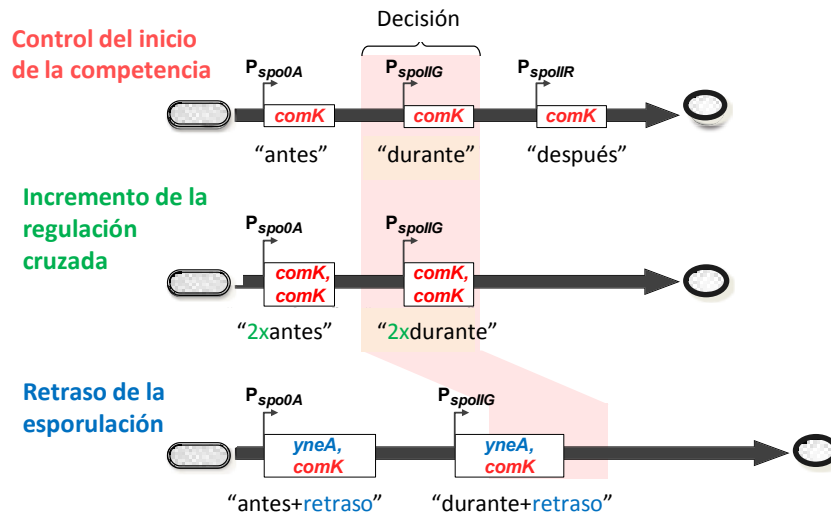 Decisión
Control del inicio
de la competencia
Pspo0A PspoIIG PspoIIR
comK comK comK
“antes” “durante” “después”
Incremento de la
regulación
cruzada
Pspo0A PspoIIG
comK, comK,
comK comK
“2xantes” “2xdurante”
Retraso de la
esporulación
Pspo0A PspoIIG
yneA, yneA,
comK comK
“antes+retraso” “durante+retraso”